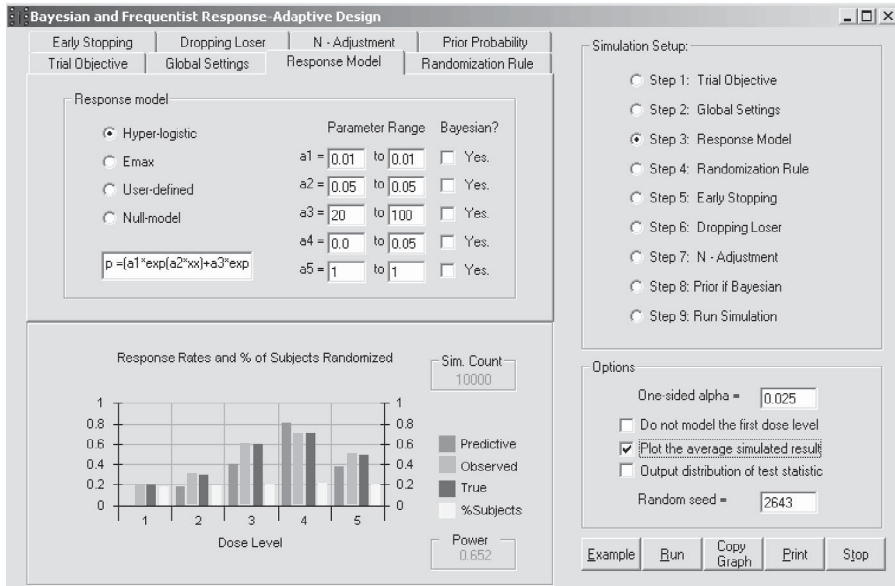 Bayesian and Frequentist Response-Adaptive Design
Early Stopping Dropping Loser N - Adjustment Prior Probability
Trial Objective Global Settings Response Model Randomization Rule
Response model
Parameter Range Bayesian?
Hyper-logistic
Emax
User-defined
Null-model
p =(a1*exp(a2*xx)+a3*exp
a1 = 0.01 to 0.01 Yes.
a2 = 0.05 to 0.05 Yes.
a3 = 20 to 100 Yes.
a4 = 0.0 to 0.05 Yes.
a5 = 1 to 1 Yes.
Response Rates and % of Subjects Randomized
Sim. Count
10000
1 1
0.8 0.8
0.6 0.6
0.4 0.4
0.2 0.2
0 0
1 2 3 4 5
Dose Level
Predictive
Observed
True
%Subjects
Power
0.652
Simulation Setup:
Step 1: Trial Objective
Step 2: Global Settings
Step 3: Response Model
Step 4: Randomization Rule
Step 5: Early Stopping
Step 6: Dropping Loser
Step 7: N - Adjustment
Step 8: Prior if Bayesian
Step 9: Run Simulation
Options
One-sided alpha = 0.025
Do not model the first dose level
Plot the average simulated result
Output distribution of test statistic
Random seed = 2643
Example Run Copy Graph Print Stop